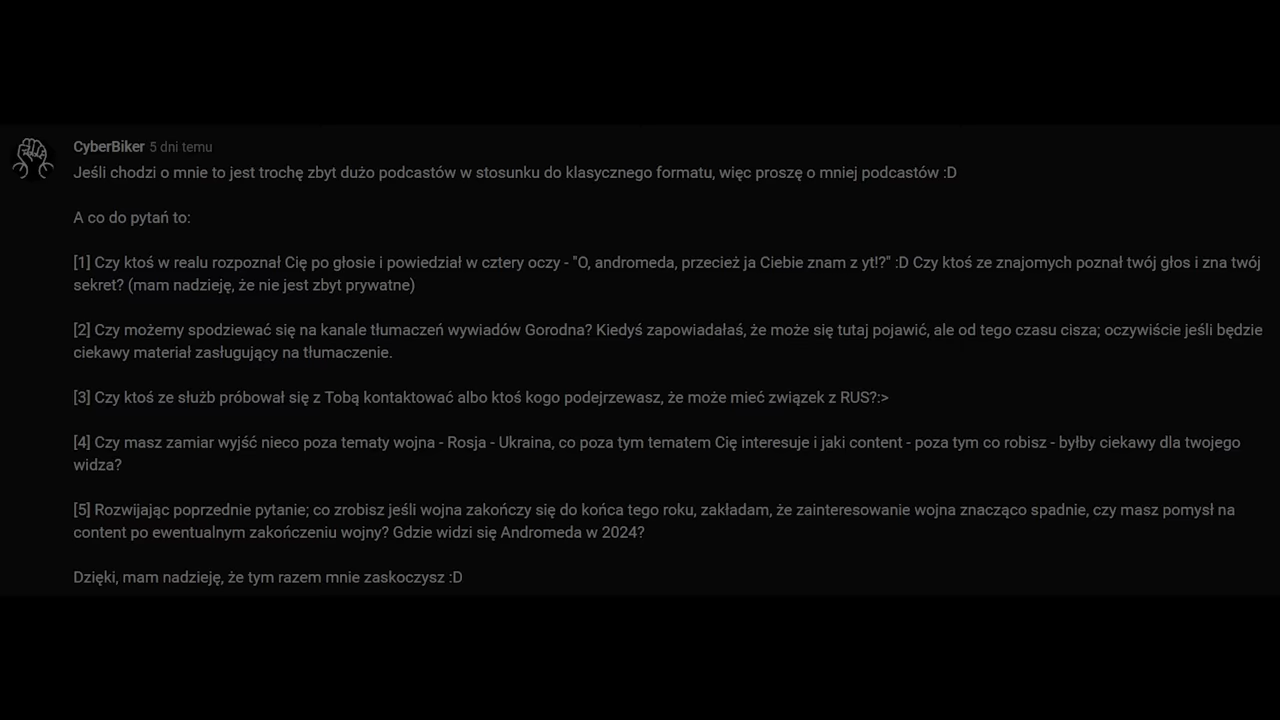 CyberBiker 5 dni temu
Jeśli chodzi o mnie to jest trochę zbyt dużo podcastów w stosunku do klasycznego formatu, więc proszę o mniej podcastów :D
A co do pytań to:
[1] Czy ktoś w realu rozpoznał Cię po głosie i powiedział w cztery oczy - "O, andromeda, przecież ja Ciebie znam z yt!?" :D Czy ktoś ze znajomych poznał twój głos i zna twój
sekret? (mam nadzieję, że nie jest zbyt prywatne)
[2] Czy możemy spodziewać się na kanale tłumaczeń wywiadów Gorodna? Kiedyś zapowiadałaś, że może się tutaj pojawić, ale od tego czasu cisza; oczywiście jeśli będzie
ciekawy materiał zasługujący na tłumaczenie.
[3] Czy ktoś ze służb próbował się z Tobą kontaktować albo ktoś kogo podejrzewasz, że może mieć związek z RUS?:>
[4] Czy masz zamiar wyjść nieco poza tematy wojna - Rosja - Ukraina, co poza tym tematem Cię interesuje i jaki content - poza tym co robisz - byłby ciekawy dla twojego
widza?
[5] Rozwijając poprzednie pytanie; co zrobisz jeśli wojna zakończy się do końca tego roku, zakładam, że zainteresowanie wojna znacząco spadnie, czy masz pomysł na
content po ewentualnym zakończeniu wojny? Gdzie widzi się Andromeda w 2024?
Dzięki, mam nadzieję, że tym razem mnie zaskoczysz :D